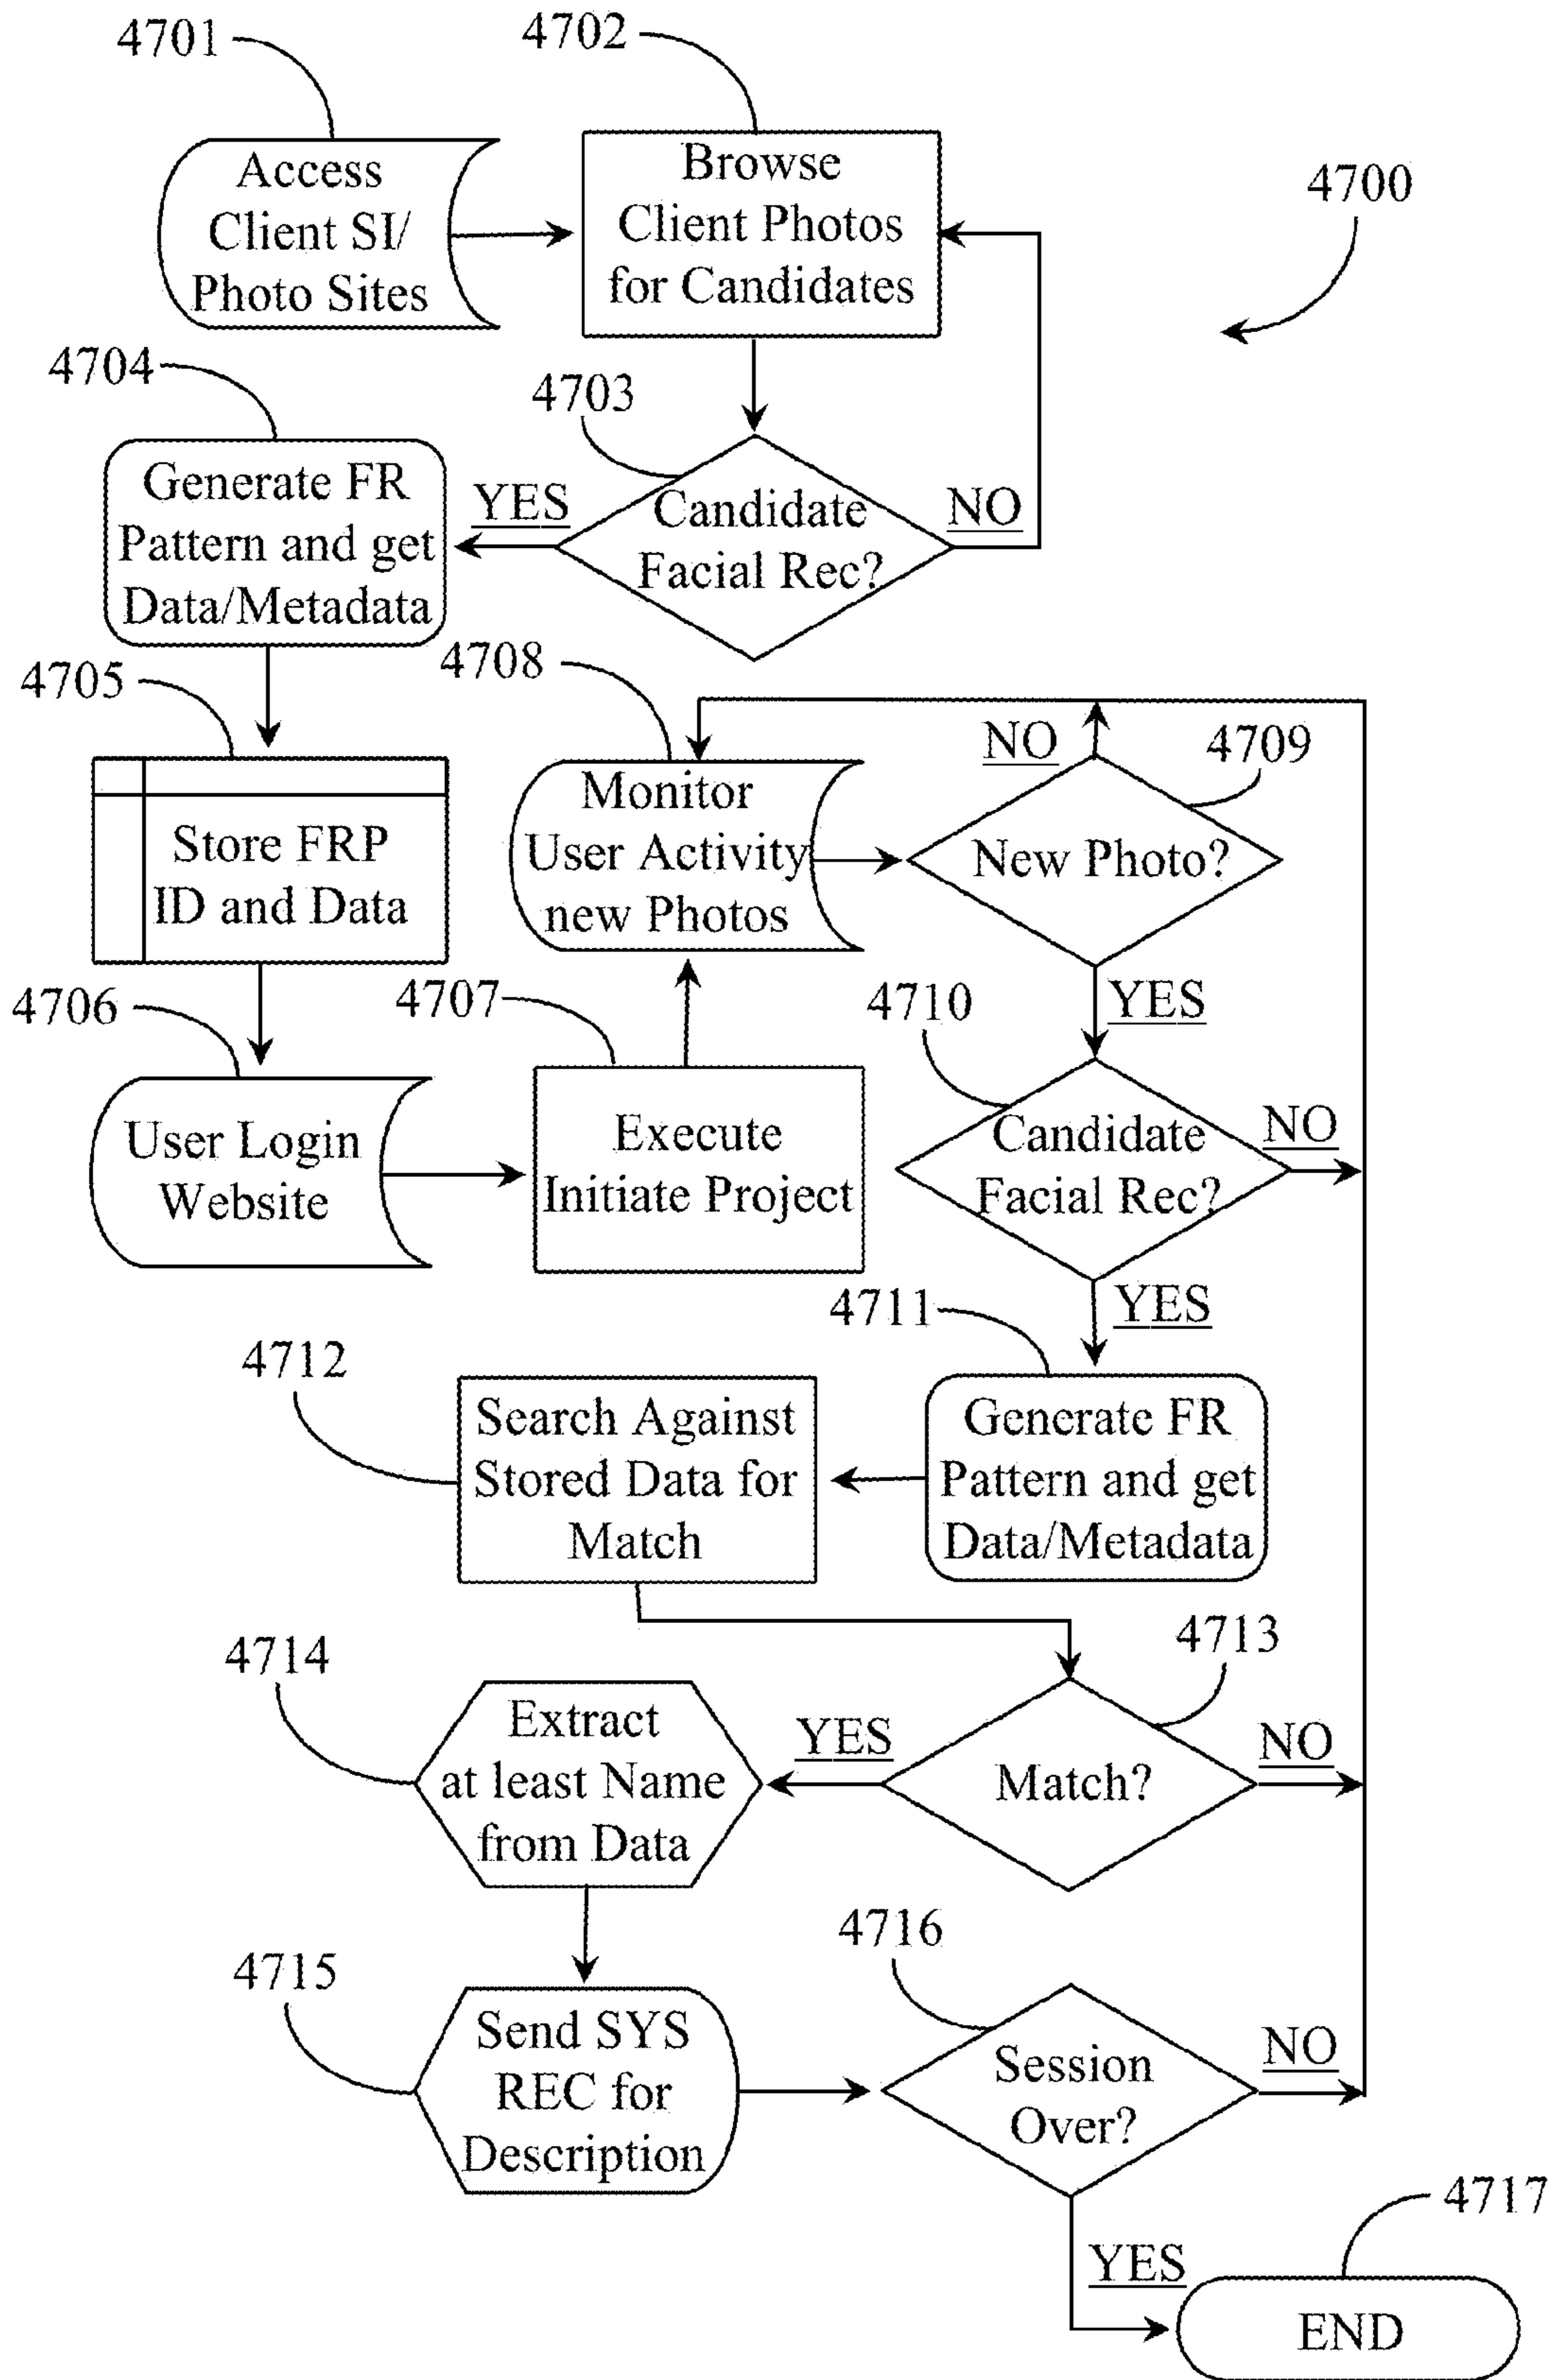 4701
4702
Access
Client SI/
Photo Sites
Browse
Client Photos
for Candidates
4700
4704
4703
Generate FR
Pattern and get
Data/Metadata
YES
Candidate
Facial Rec?
NO
4705
4708
Store FRP
ID and Data
Monitor
User Activity
new Photos
NO
4709
New Photo?
YES
4706
4707
4710
User Login
Website
Execute
Initiate Project
Candidate
Facial Rec?
NO
YES
4711
4712
Search Against
Stored Data for
Match
Generate FR
Pattern and get
Data/Metadata
4713
4714
Extract
at least Name
from Data
YES
Match?
NO
4715
4716
Send SYS
REC for
Description
Session
Over?
NO
YES
4717
END